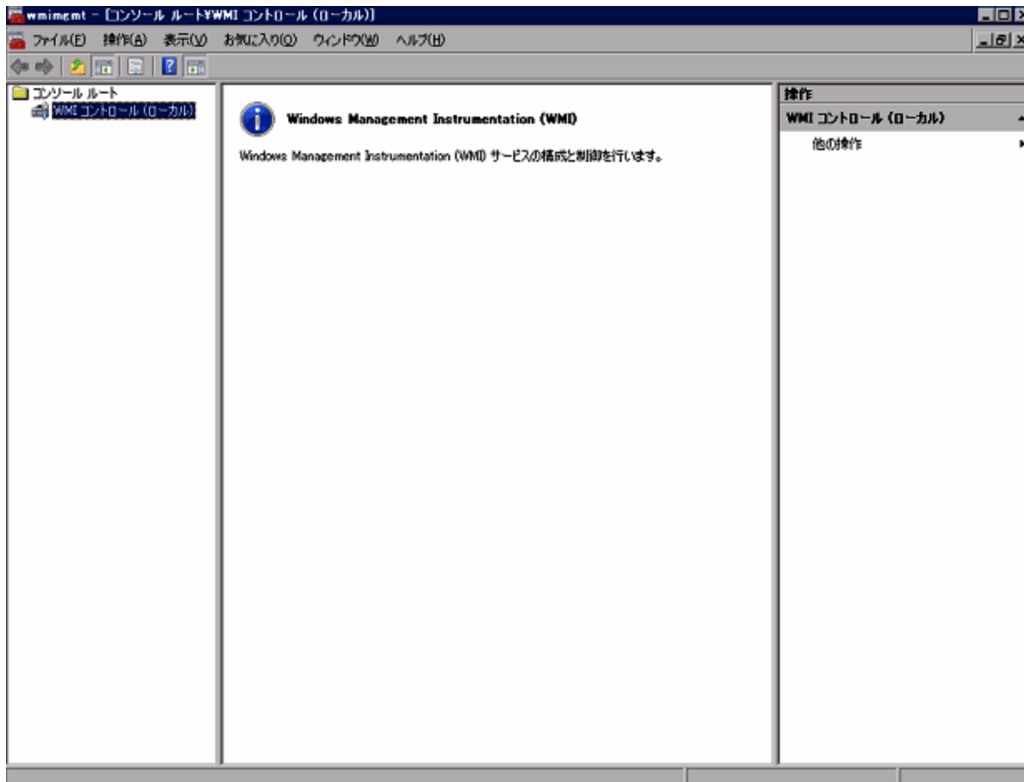 wmimgmt - [コンソール ルート¥WMI コントロール (ローカル)]
ファイル(F) 操作(A) 表示(V) お気に入り(O) ウィンドウ(W) ヘルプ(H)
コンソール ルート
WMI コントロール (ローカル)
Windows Management Instrumentation (WMI)
Windows Management Instrumentation (WMI) サービスの構成と制御を行います。
操作
WMI コントロール (ローカル)
他の操作